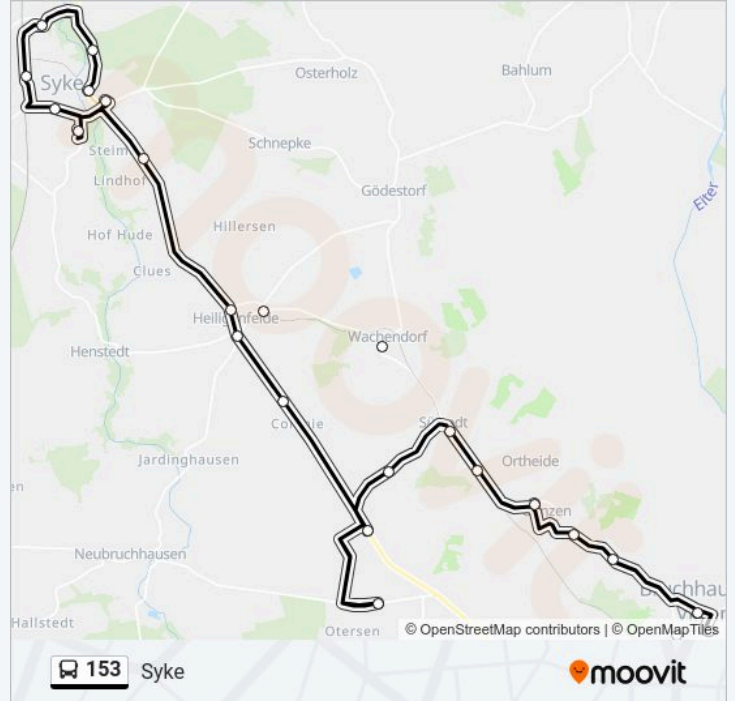 Syke
Osterholz
Bahlum
Schnepke
Lindhof
Gödestorf
Eiter
Hillersen
Hof Hude
Clues
Wachendorf
Henstedt
Jardinghausen
Ortheide
Neubruchhausen
Hallstedt
Otersen
© OpenStreetMap contributors | © OpenMapTiles
153 Syke
moovit